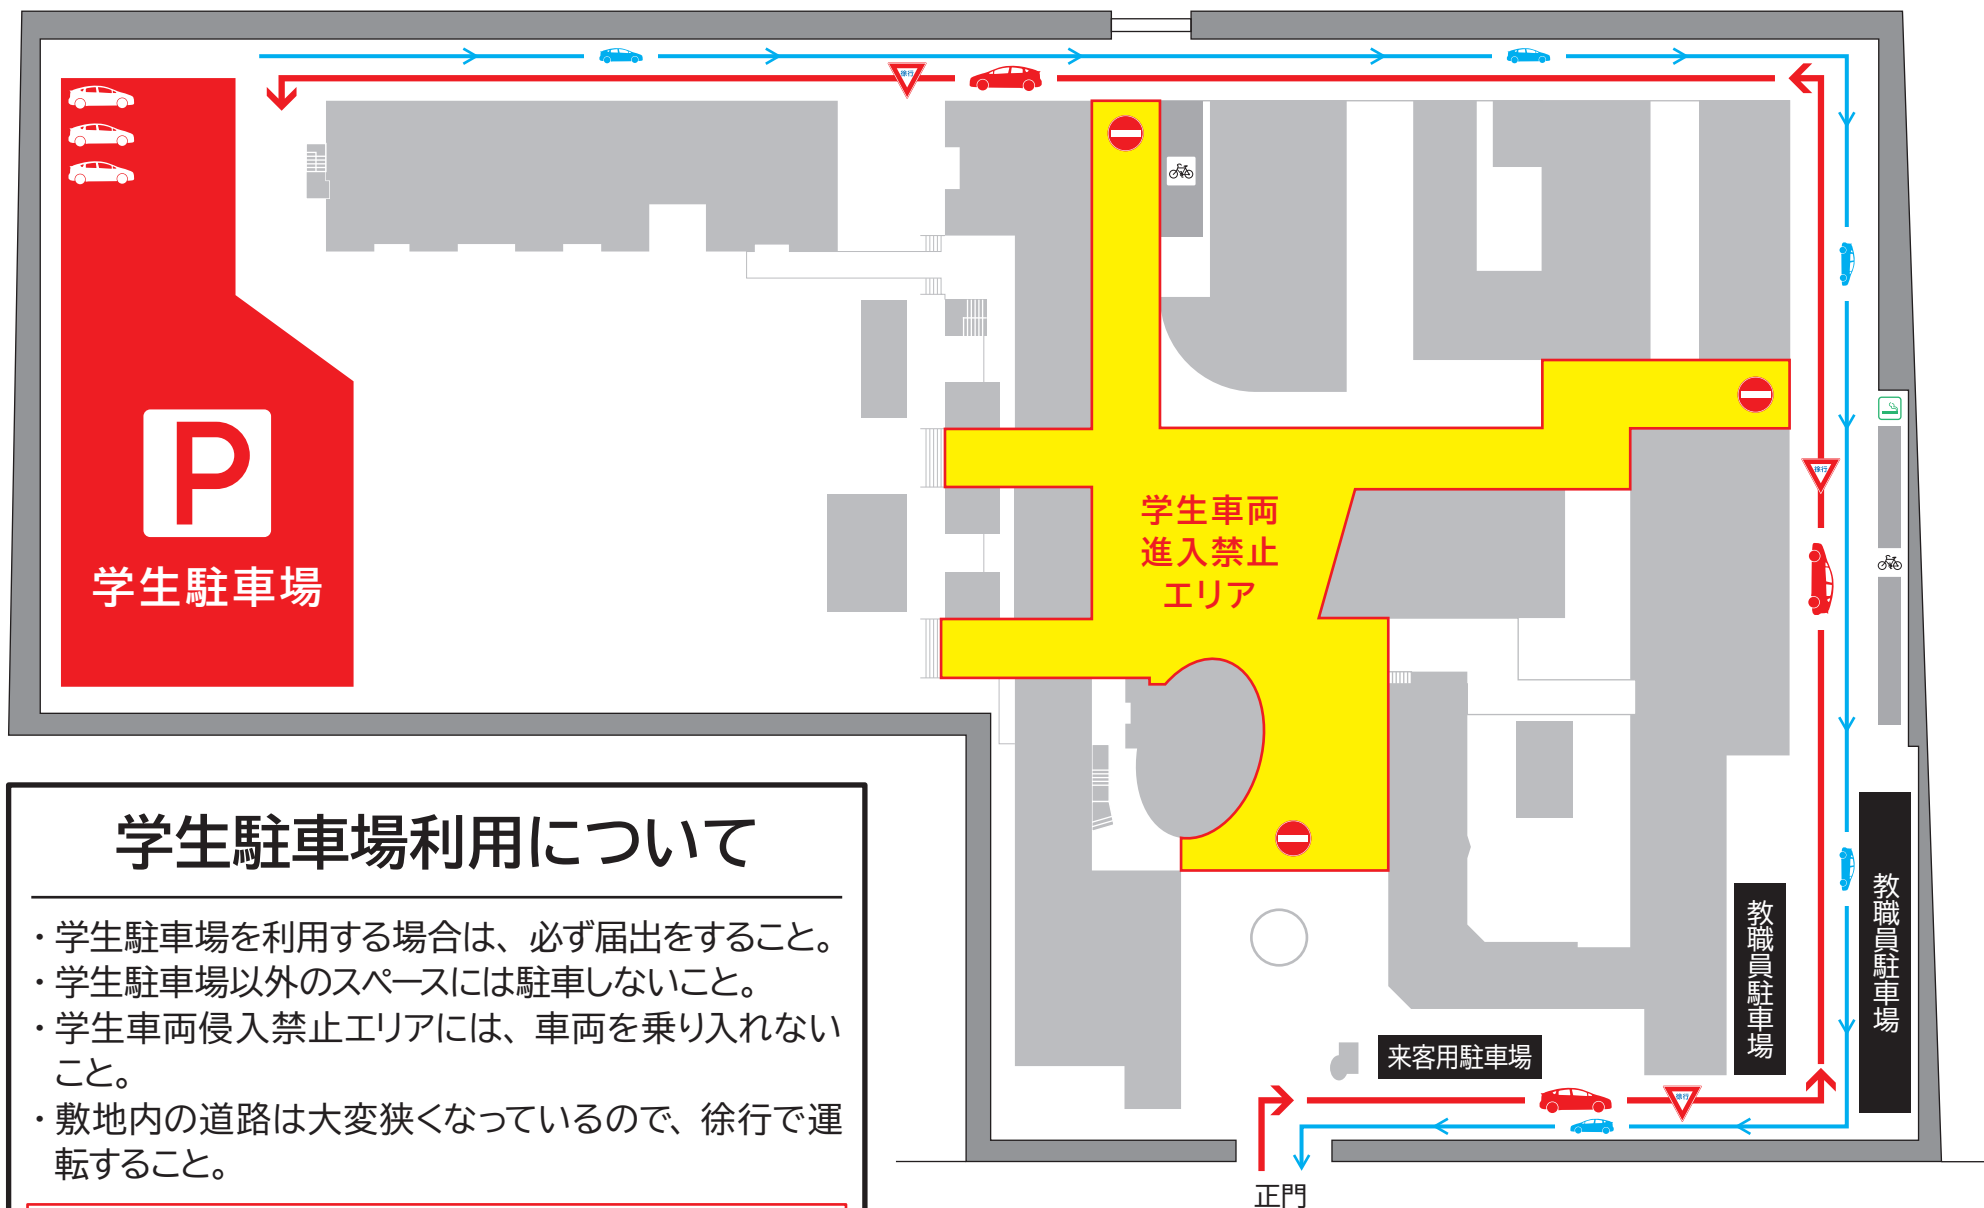 徐行
学生車両
進入禁止
エリア
徐行
P
学生駐車場
学生駐車場利用について
・学生駐車場を利用する場合は、必ず届出をすること。
・学生駐車場以外のスペースには駐車しないこと。
・学生車両侵入禁止エリアには、車両を乗り入れない
こと。
・敷地内の道路は大変狭くなっているので、徐行で運
転すること。
教職員駐車場
教職員駐車場
来客用駐車場
徐行
正門